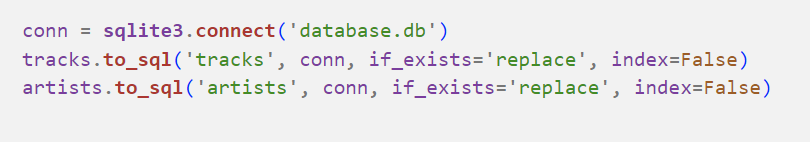 conn = sqlite3.connect('database.db')
tracks.to_sql('tracks', conn, if_exists='replace', index=False)
artists.to_sql('artists', conn, if_exists='replace', index=False)